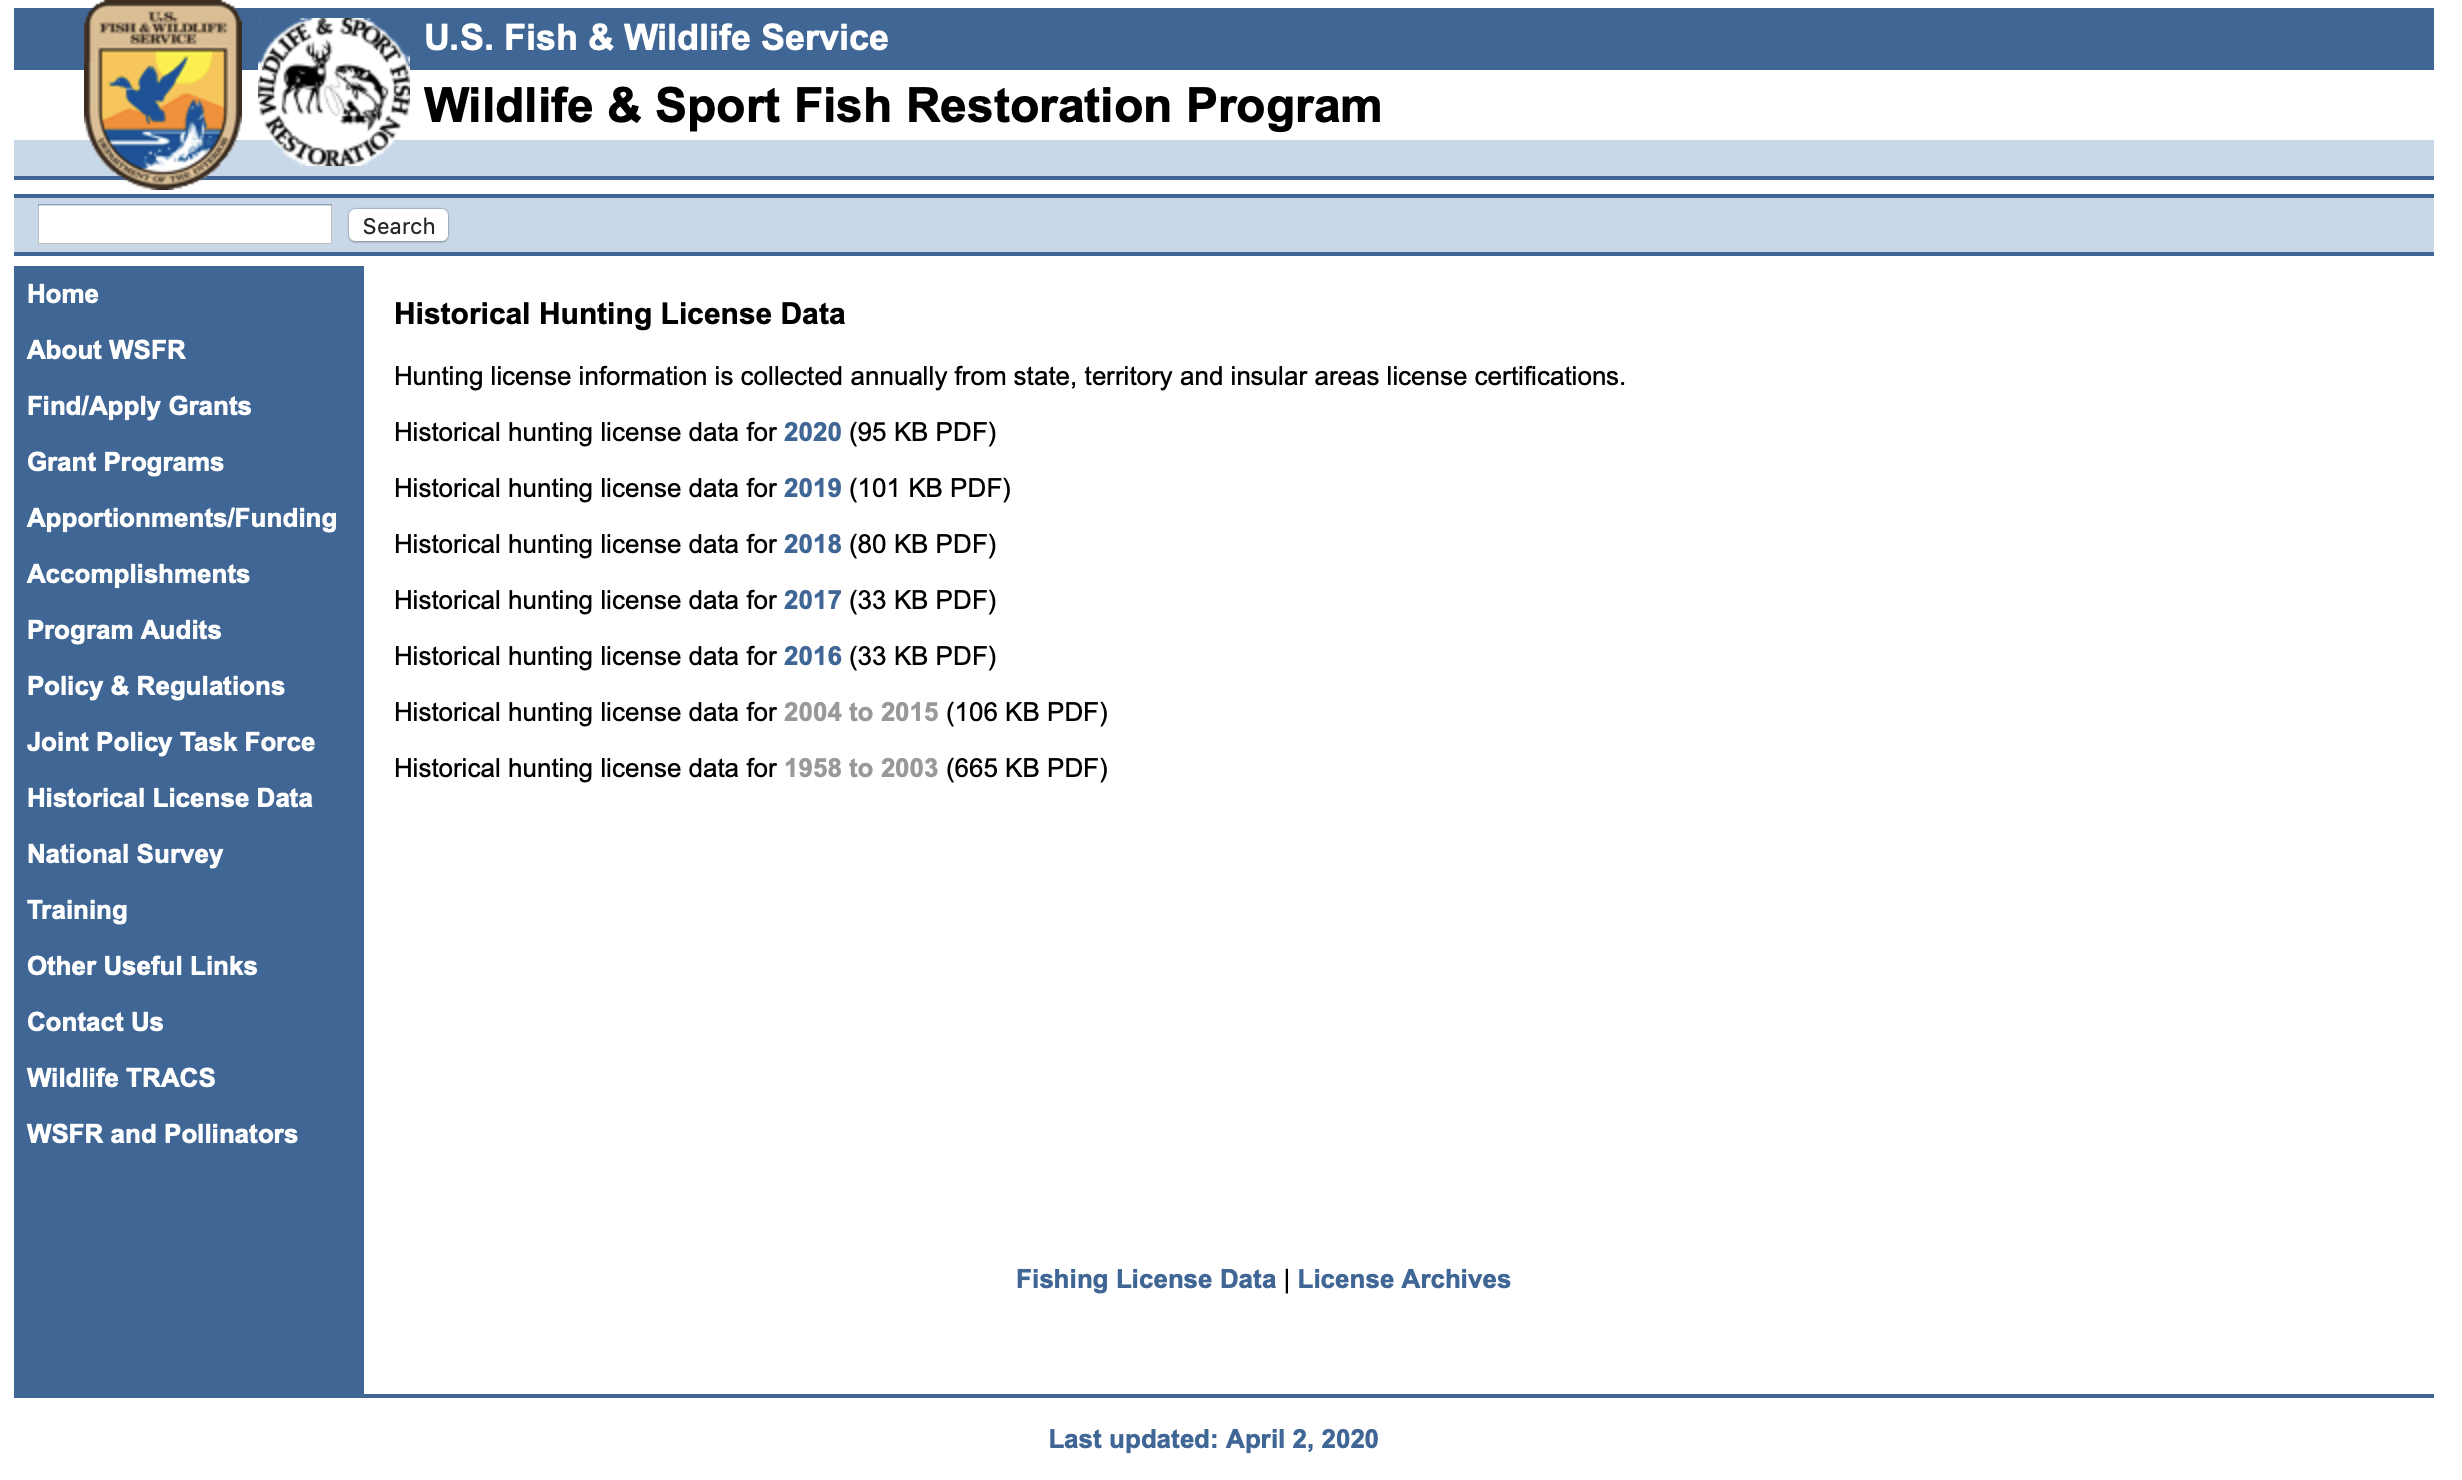 U.S.
FISH & WILDLIFE
SERVICE
DEPARTMENT OF THE INTERIOR
WILDLIFE & SPORT FISH RESTORATION
U.S. Fish & Wildlife Service
Wildlife & Sport Fish Restoration Program
Search
Home
About WSFR
Find/Apply Grants
Grant Programs
Apportionments/Funding
Accomplishments
Program Audits
Policy & Regulations
Joint Policy Task Force
Historical License Data
National Survey
Training
Other Useful Links
Contact Us
Wildlife TRACS
WSFR and Pollinators
Historical Hunting License Data
Hunting license information is collected annually from state, territory and insular areas license certifications.
Historical hunting license data for 2020 (95 KB PDF)
Historical hunting license data for 2019 (101 KB PDF)
Historical hunting license data for 2018 (80 KB PDF)
Historical hunting license data for 2017 (33 KB PDF)
Historical hunting license data for 2016 (33 KB PDF)
Historical hunting license data for 2004 to 2015 (106 KB PDF)
Historical hunting license data for 1958 to 2003 (665 KB PDF)
Fishing License Data | License Archives
Last updated: April 2, 2020